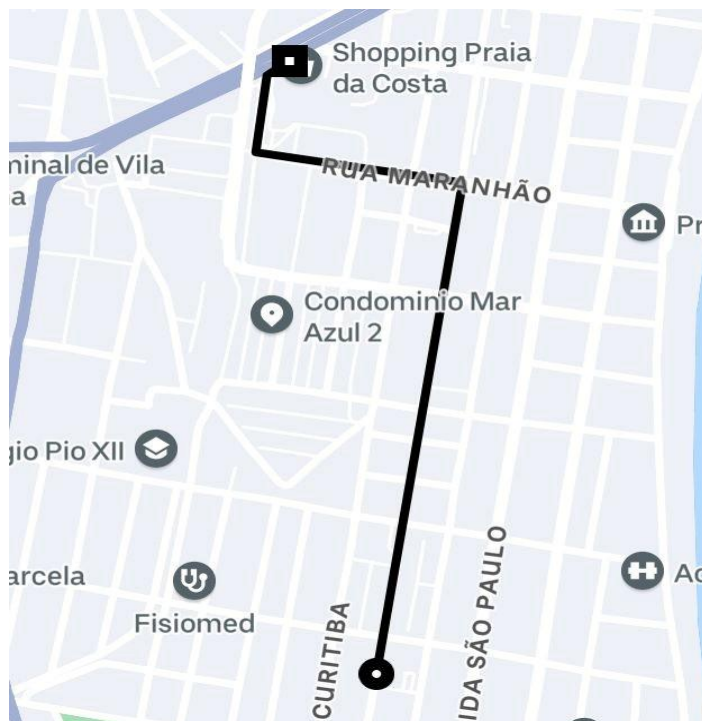 Shopping Praia
da Costa
minal de Vila
a
RUA MARANHÃO
Pr
Condominio Mar
Azul 2
gio Pio XII
Ac
arcela
Fisiomed
CURITIBA
IDA SÃO PAULO